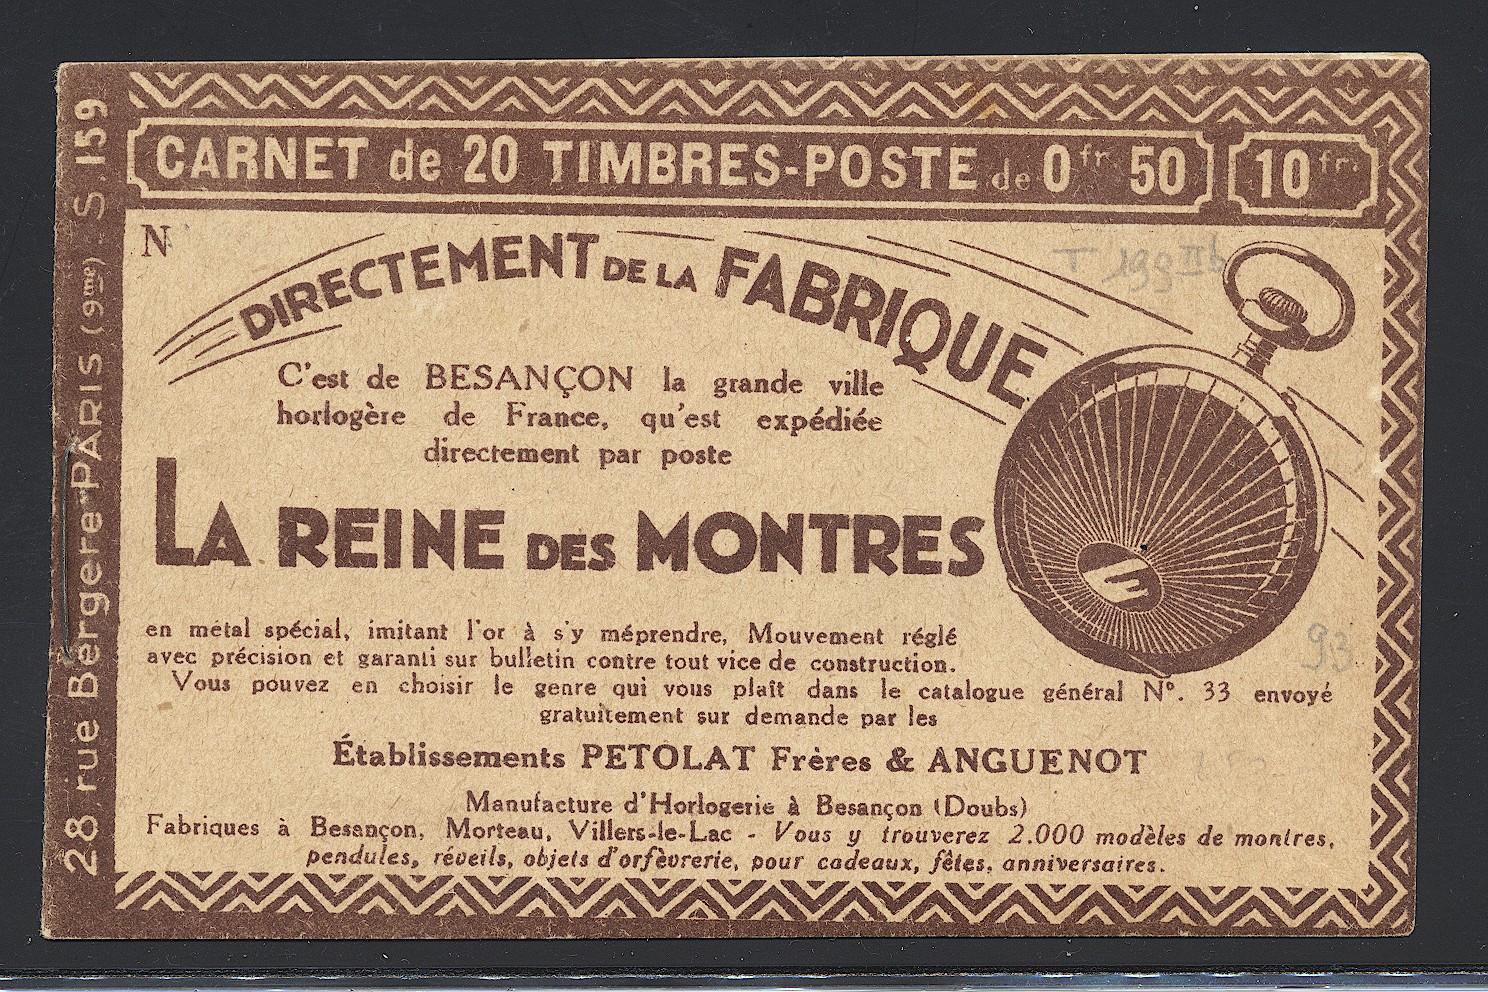 CARNET de 20 TIMBRES-POSTE de 0fr 50
10 fr.
N
DIRECTEMENT DE LA FABRIQUE
T 199 IIb
C'est de BESANÇON la grande ville
horlogère de France, qu'est expédiée
directement par poste
LA REINE DES MONTRES
en métal spécial, imitant l'or à s'y méprendre, Mouvement réglé
avec précision et garanti sur bulletin contre tout vice de construction.
Vous pouvez en choisir le genre qui vous plaît dans le catalogue général N°. 33 envoyé
gratuitement sur demande par les
93
Établissements PETOLAT Frères & ANGUENOT
Manufacture d'Horlogerie à Besançon (Doubs)
Fabriques à Besançon, Morteau, Villers-le-Lac - Vous y trouverez 2.000 modèles de montres,
pendules, réveils, objets d'orfèvrerie, pour cadeaux, fêtes, anniversaires.
28, rue Bergère-PARIS (9me) - S. 159